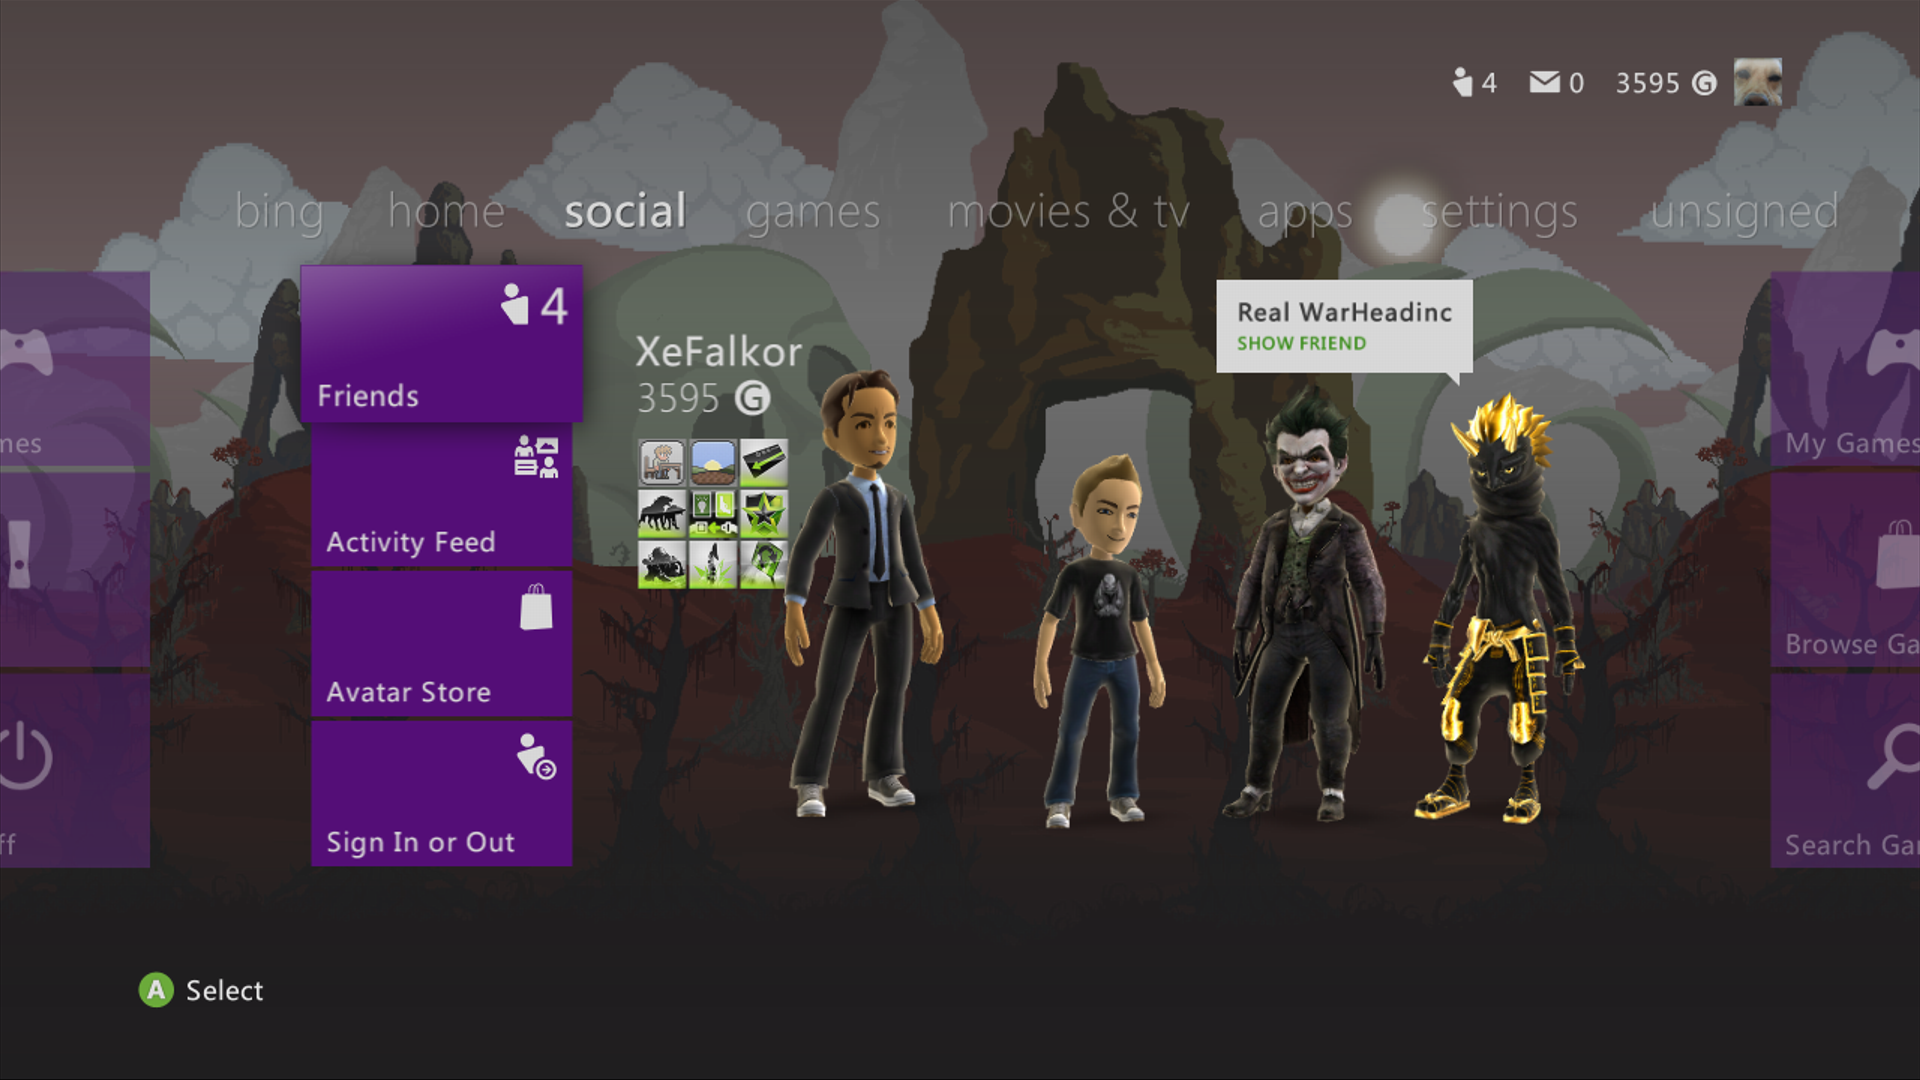 4 0 3595 G
bing home social games movies & tv apps settings unsigned
4
Friends
Activity Feed
Avatar Store
Sign In or Out
XeFalkor
3595 G
Real WarHeadinc
SHOW FRIEND
mes
ff
My Games
Browse Ga
Search Ga
A Select